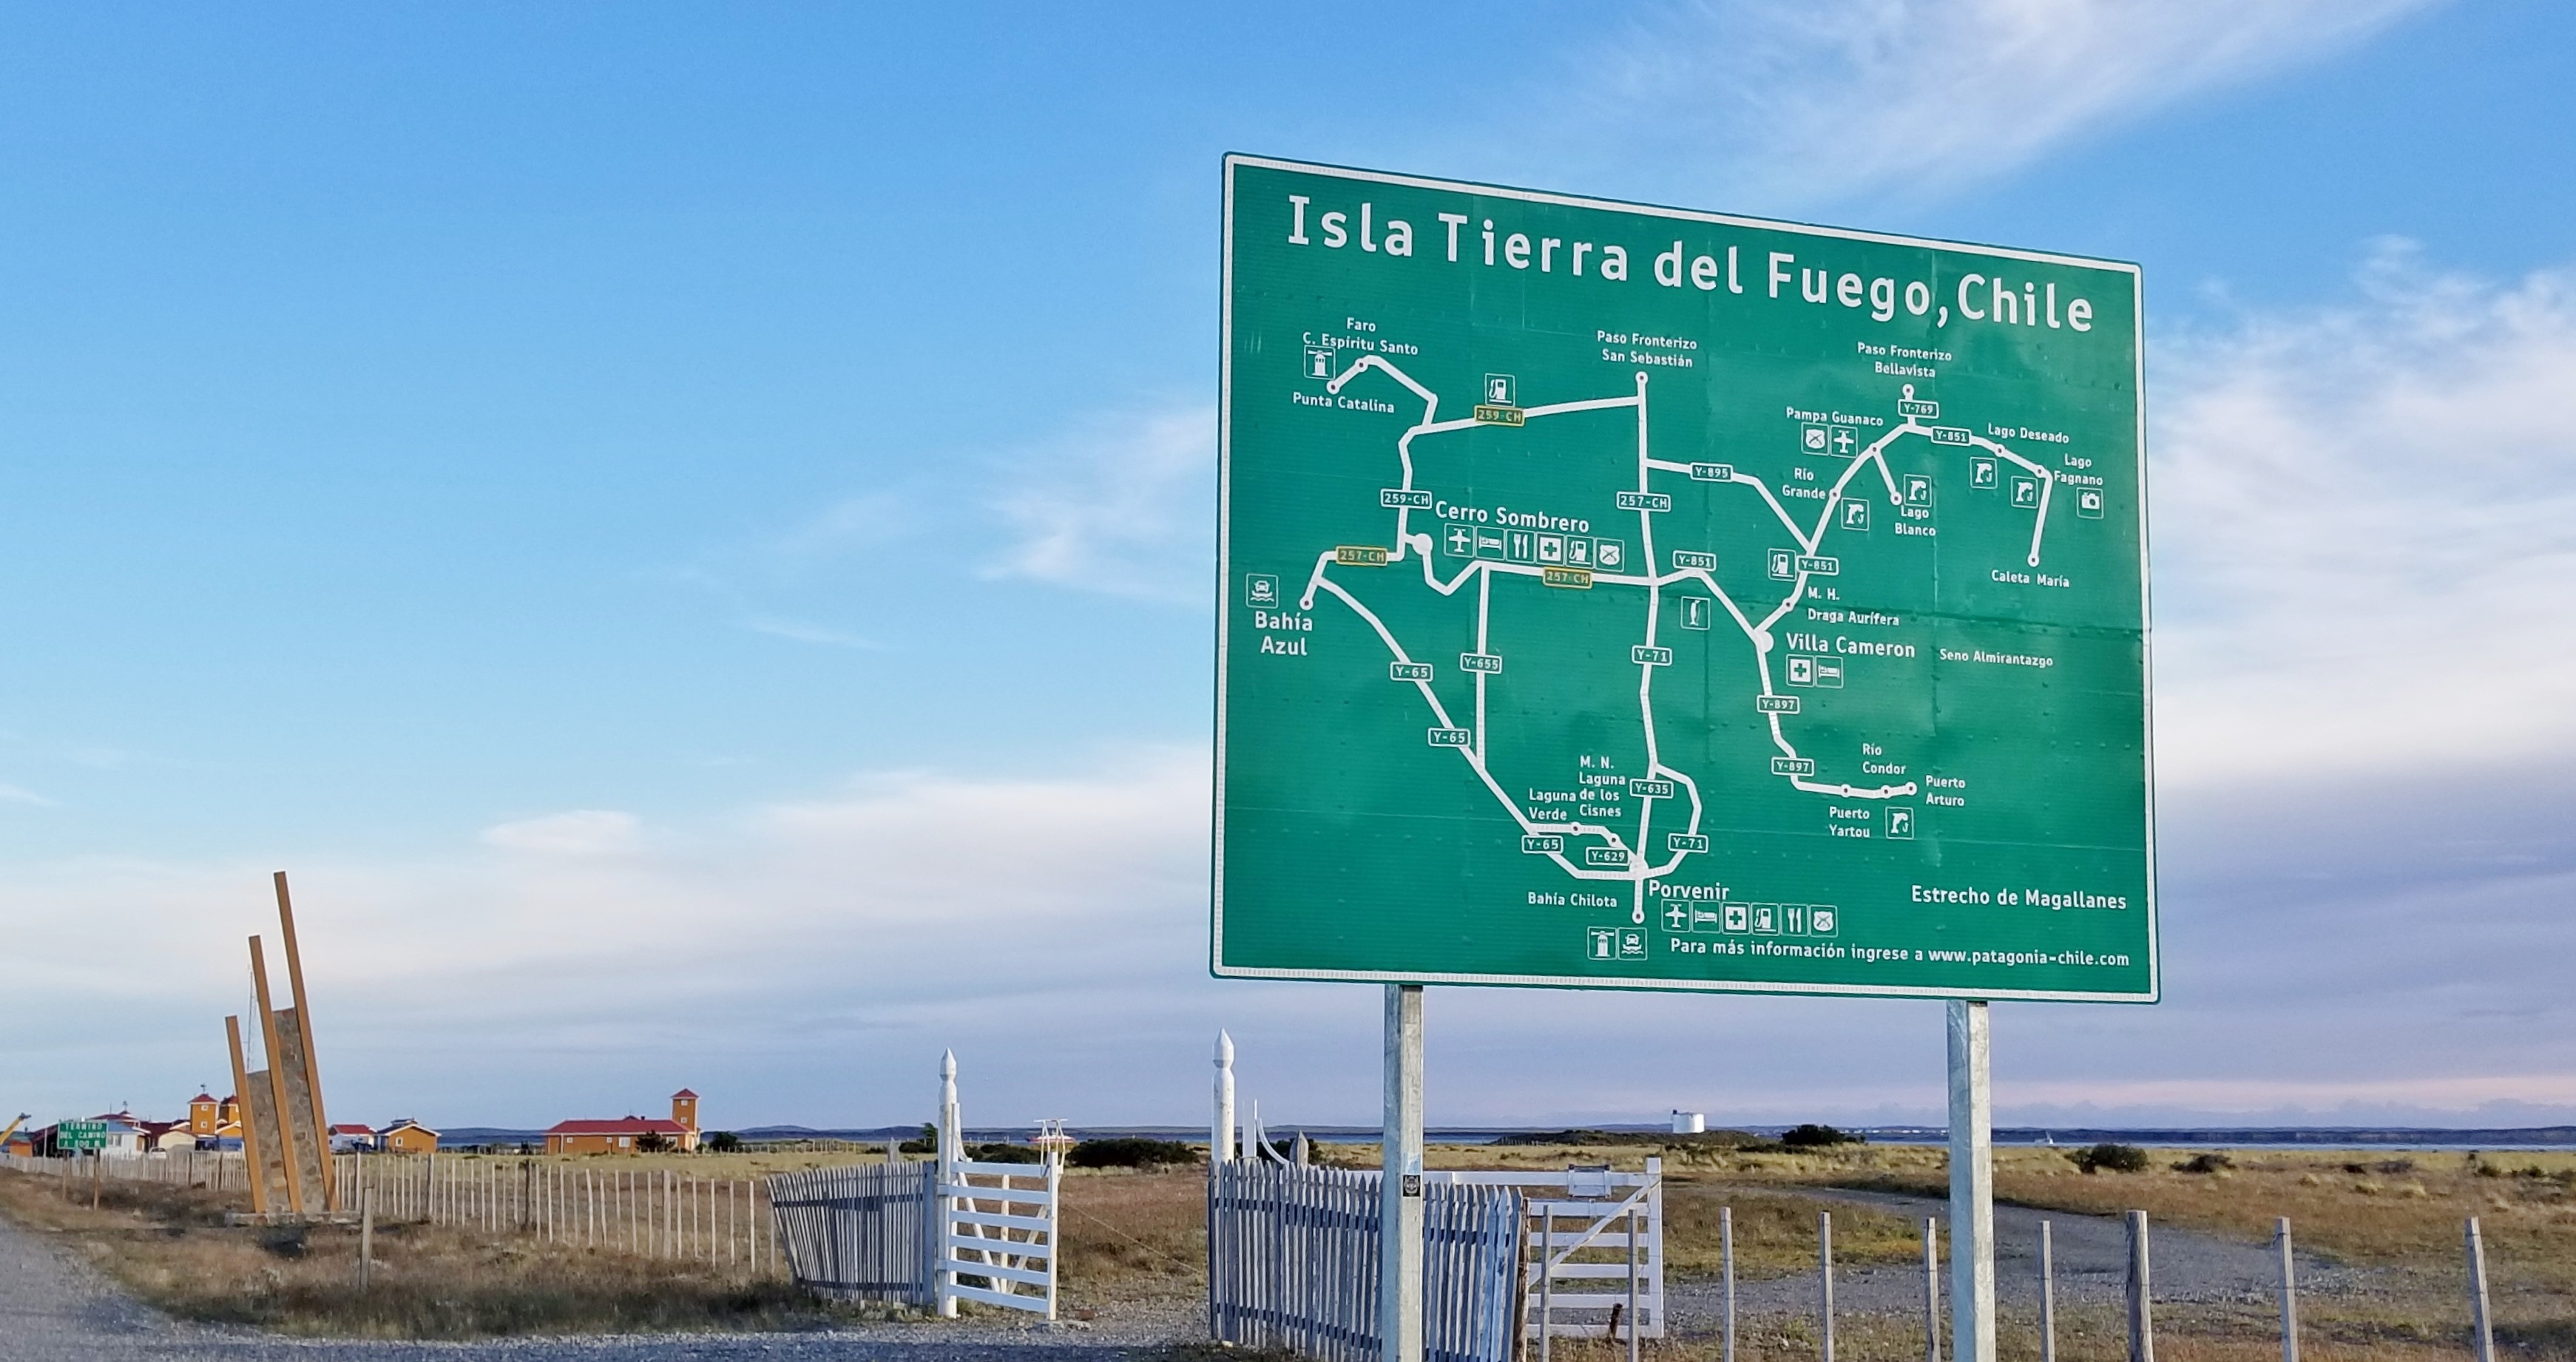 Isla Tierra del Fuego, Chile
Faro
C. Espíritu Santo
Punta Catalina
Paso Fronterizo
San Sebastián
Paso Fronterizo
Bellavista
259-CH
Y-769
Pampa Guanaco
Y-851
Lago Deseado
Lago
Fagnano
Y-895
Río
Grande
259-CH
257-CH
Lago
Blanco
Cerro Sombrero
257-CH
257-CH
Y-851
Y-851
Caleta María
M. H.
Draga Aurífera
Bahía
Azul
Villa Cameron
Seno Almirantazgo
Y-65
Y-655
Y-71
Y-897
Y-65
Y-897
Río
Condor
Puerto
Arturo
M. N.
Laguna
de los
Cisnes
Laguna
Verde
Y-635
Puerto
Yartou
Y-65
Y-629
Y-71
Porvenir
Bahía Chilota
Estrecho de Magallanes
Para más información ingrese a www.patagonia-chile.com
TERMINO
DEL CAMINO
A 300 M